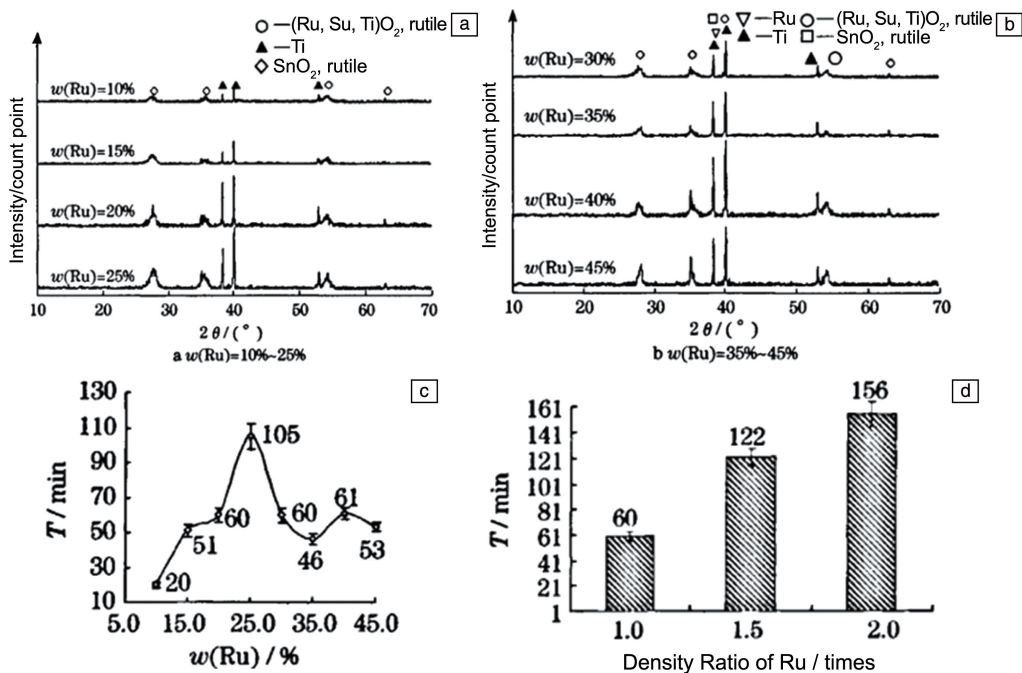 a
○ —(Ru, Su, Ti)O2, rutile
▲ —Ti
◇ SnO2, rutile
w(Ru)=10%
w(Ru)=15%
w(Ru)=20%
w(Ru)=25%
Intensity/count point
10 20 30 40 50 60 70
2θ/(°)
a w(Ru)=10%~25%
b
▽ —Ru ○ —(Ru, Su, Ti)O2, rutile
▲ —Ti □ —SnO2, rutile
w(Ru)=30%
w(Ru)=35%
w(Ru)=40%
w(Ru)=45%
Intensity/count point
10 20 30 40 50 60 70
2θ/(°)
b w(Ru)=35%~45%
c
130
110
90
70
50
30
10
T/min
20
51
60
105
60
46
61
53
5.0 15.0 25.0 35.0 45.0
w(Ru) / %
d
161
141
121
101
81
61
41
21
1
T/min
60
122
156
1.0 1.5 2.0
Density Ratio of Ru / times